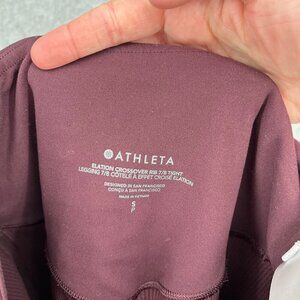 ATHLETA
ELATION CROSSOVER RIB 7/8 TIGHT
LEGGING 7/8 CÔTELÉ À EFFET CROISÉ ELATION
DESIGNED IN SAN FRANCISCO
CONÇU À SAN FRANCISCO
MADE IN VIETNAM
S
P